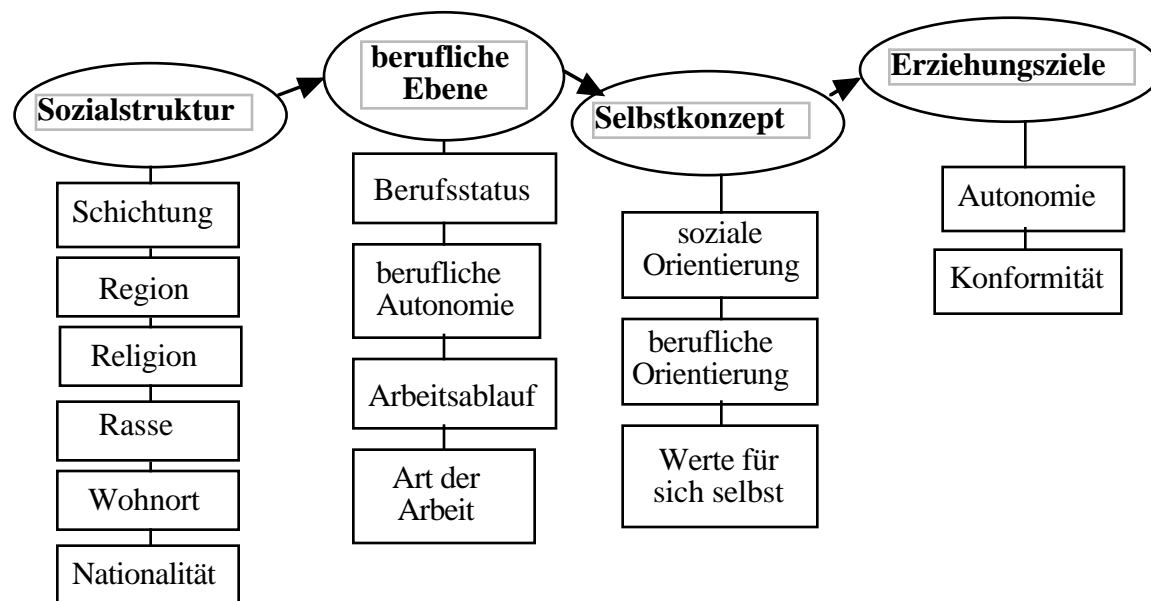 Sozialstruktur
Schichtung
Region
Religion
Rasse
Wohnort
Nationalität
berufliche
Ebene
Berufsstatus
berufliche
Autonomie
Arbeitsablauf
Art der
Arbeit
Selbstkonzept
soziale
Orientierung
berufliche
Orientierung
Werte für
sich selbst
Erziehungsziele
Autonomie
Konformität